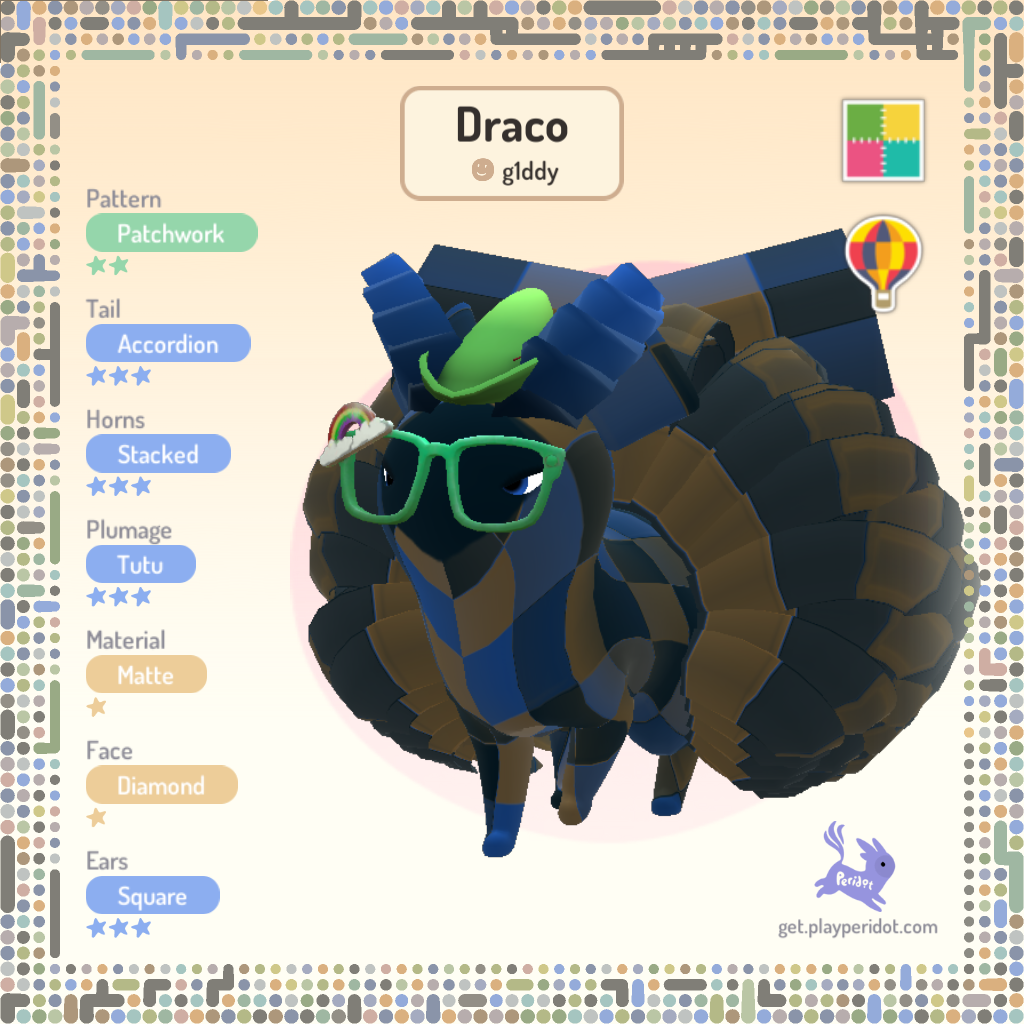 Draco
g1ddy
Pattern
Patchwork
Tail
Accordion
Horns
Stacked
Plumage
Tutu
Material
Matte
Face
Diamond
Ears
Square
Peridot
get.playperidot.com